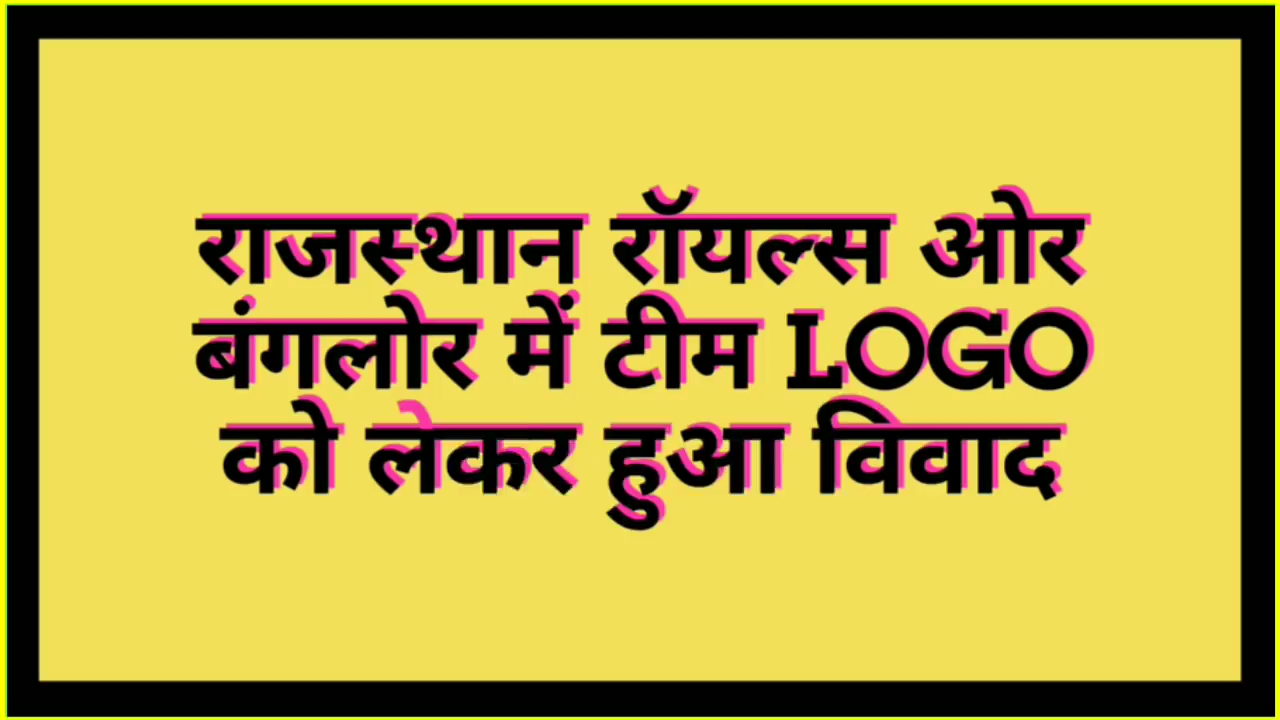 राजस्थान रॉयल्स ओर
बंगलोर में टीम LOGO
को लेकर हुआ विवाद